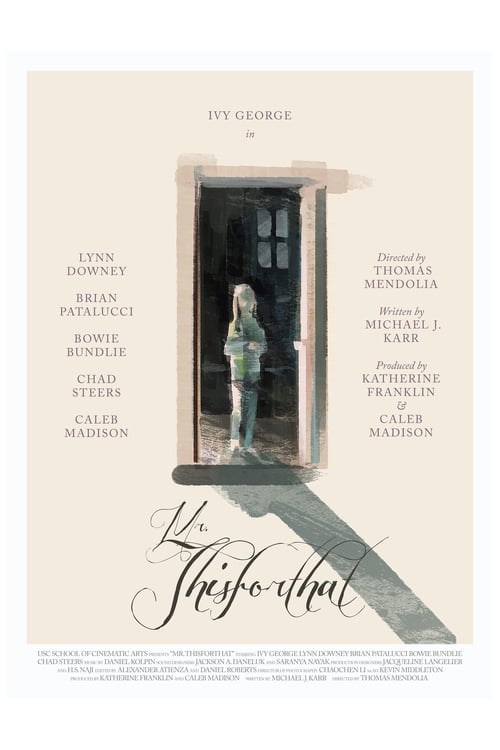 IVY GEORGE
in
LYNN
DOWNEY
BRIAN
PATALUCCI
BOWIE
BUNDLIE
CHAD
STEERS
CALEB
MADISON
Directed by
THOMAS
MENDOLIA
Written by
MICHAEL J.
KARR
Produced by
KATHERINE
FRANKLIN
&
CALEB
MADISON
Mr.
Thisforthat
USC SCHOOL OF CINEMATIC ARTS PRESENTS "MR. THISFORTHAT" STARRING IVY GEORGE LYNN DOWNEY BRIAN PATALUCCI BOWIE BUNDLIE
CHAD STEERS MUSIC BY DANIEL KOLPIN SOUND DESIGNERS JACKSON A. DANELUK AND SARANYA NAYAK PRODUCTION DESIGNERS JACQUELINE LANGELIER
AND H.S. NAJI EDITED BY ALEXANDER ATIENZA AND DANIEL ROBERTS DIRECTOR OF PHOTOGRAPHY CHAOCHEN LI 1st AD KEVIN MIDDLETON
PRODUCED BY KATHERINE FRANKLIN AND CALEB MADISON WRITTEN BY MICHAEL J. KARR DIRECTED BY THOMAS MENDOLIA